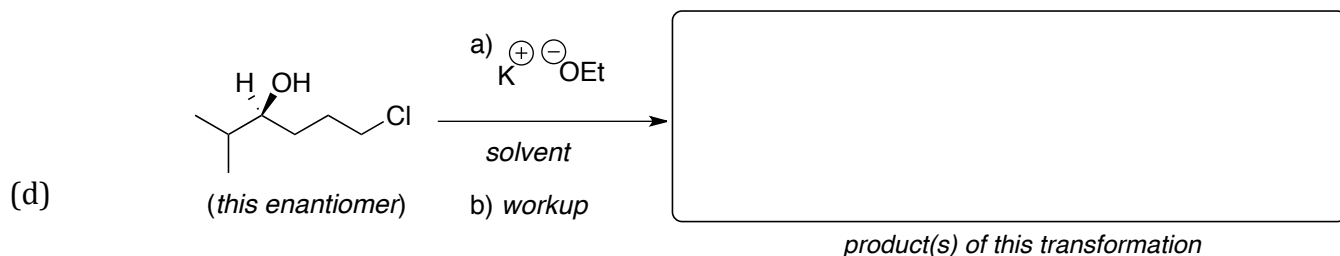 a) K⊕ ⊖OEt
H OH
Cl
solvent
(d)
(this enantiomer)
b) workup
product(s) of this transformation